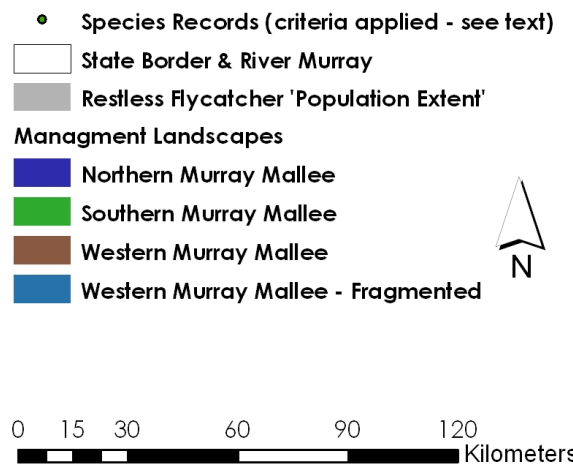 Species Records (criteria applied - see text)
State Border & River Murray
Restless Flycatcher 'Population Extent'
Managment Landscapes
Northern Murray Mallee
Southern Murray Mallee
Western Murray Mallee
Western Murray Mallee - Fragmented
N
0 15 30 60 90 120
Kilometers